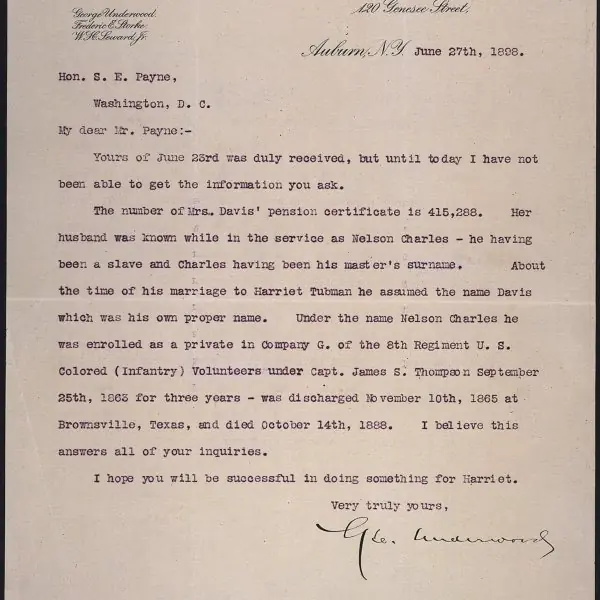 George Underwood.
Frederic E. Storke.
W. H. Seward, Jr.
120 Genesee Street,
Auburn, N.Y. June 27th, 1898.
Hon. S. E. Payne,
Washington, D. C.
My dear Mr. Payne:-
Yours of June 23rd was duly received, but until today I have not
been able to get the information you ask.
The number of Mrs. Davis' pension certificate is 415,288. Her
husband was known while in the service as Nelson Charles - he having
been a slave and Charles having been his master's surname. About
the time of his marriage to Harriet Tubman he assumed the name Davis
which was his own proper name. Under the name Nelson Charles he
was enrolled as a private in Company G. of the 8th Regiment U. S.
Colored (Infantry) Volunteers under Capt. James S. Thompson September
25th, 1863 for three years - was discharged November 10th, 1865 at
Brownsville, Texas, and died October 14th, 1888. I believe this
answers all of your inquiries.
I hope you will be successful in doing something for Harriet.
Very truly yours,
Geo. Underwood